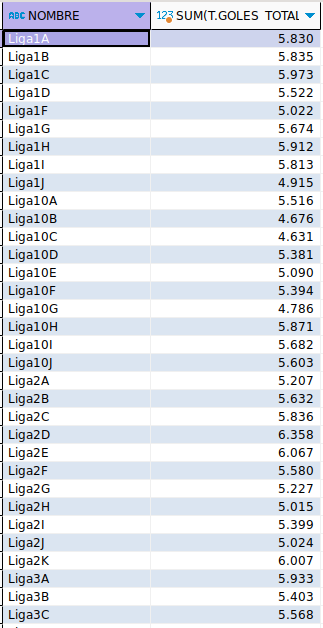 ABC NOMBRE 123 SUM(T.GOLES_TOTAL
Liga1A 5.830
Liga1B 5.835
Liga1C 5.973
Liga1D 5.522
Liga1F 5.022
Liga1G 5.674
Liga1H 5.912
Liga1I 5.813
Liga1J 4.915
Liga10A 5.516
Liga10B 4.676
Liga10C 4.631
Liga10D 5.381
Liga10E 5.090
Liga10F 5.394
Liga10G 4.786
Liga10H 5.871
Liga10I 5.682
Liga10J 5.603
Liga2A 5.207
Liga2B 5.632
Liga2C 5.836
Liga2D 6.358
Liga2E 6.067
Liga2F 5.580
Liga2G 5.227
Liga2H 5.015
Liga2I 5.399
Liga2J 5.024
Liga2K 6.007
Liga3A 5.933
Liga3B 5.403
Liga3C 5.568